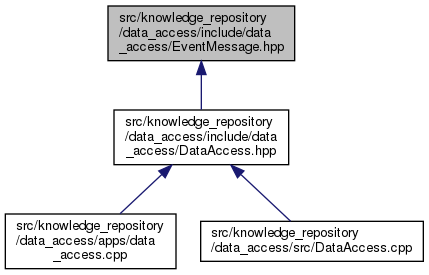 src/knowledge_repository
/data_access/include/data
_access/EventMessage.hpp
src/knowledge_repository
/data_access/include/data
_access/DataAccess.hpp
src/knowledge_repository
/data_access/apps/data
_access.cpp
src/knowledge_repository
/data_access/src/DataAccess.cpp